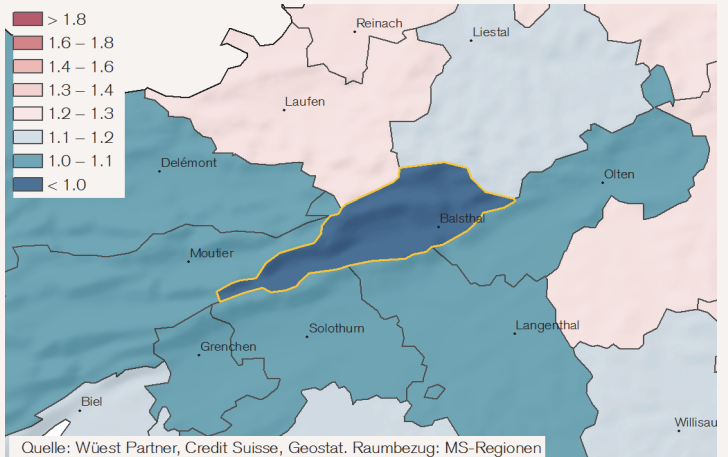 > 1.8
1.6 – 1.8
1.4 – 1.6
1.3 – 1.4
1.2 – 1.3
1.1 – 1.2
1.0 – 1.1
< 1.0
Reinach
Liestal
Laufen
Delémont
Olten
Balsthal
Moutier
Solothurn
Langenthal
Grenchen
Biel
Willisau
Quelle: Wüest Partner, Credit Suisse, Geostat. Raumbezug: MS-Regionen